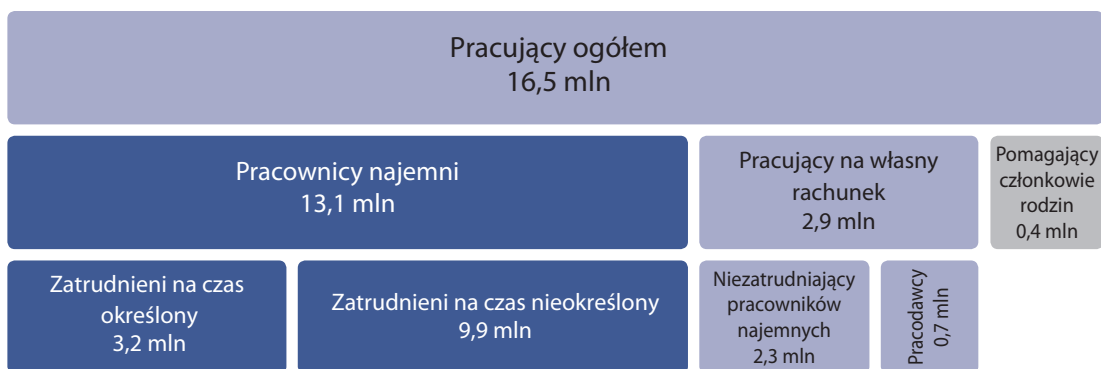 Pracujący ogółem
16,5 mln
Pracownicy najemni
13,1 mln
Pracujący na własny
rachunek
2,9 mln
Pomagający
członkowie
rodzin
0,4 mln
Zatrudnieni na czas
określony
3,2 mln
Zatrudnieni na czas nieokreślony
9,9 mln
Niezatrudniający
pracowników
najemnych
2,3 mln
Pracodawcy
0,7 mln